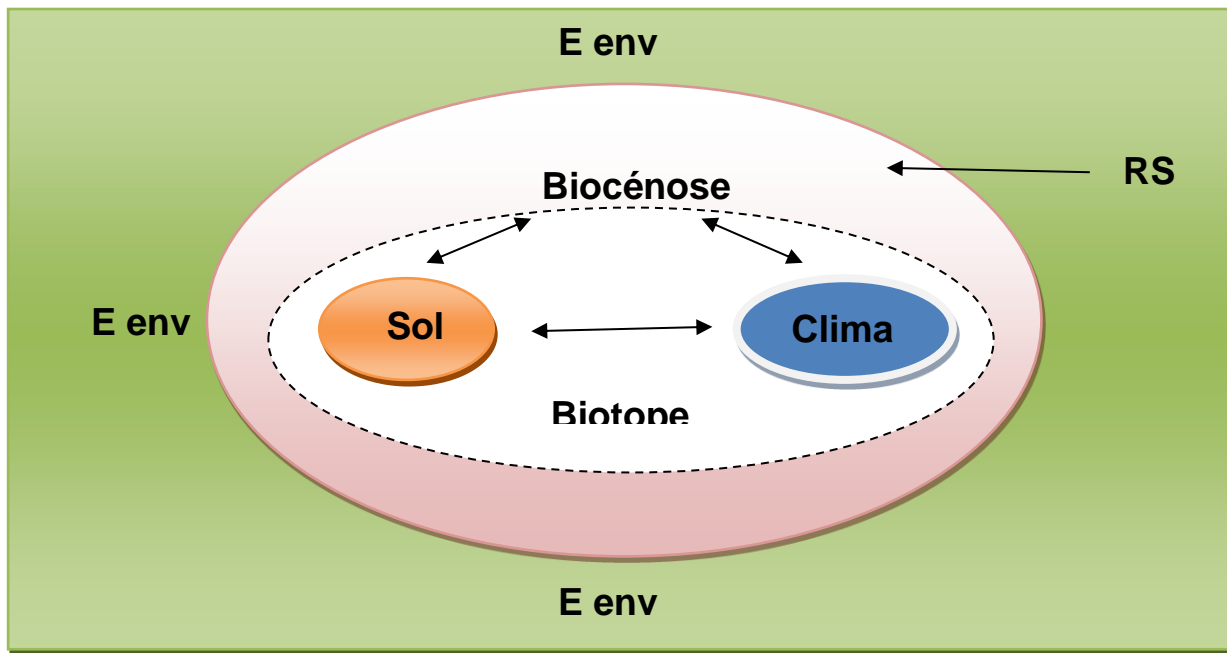 E env
RS
Biocénose
E env
Sol
Clima
Biotope
E env